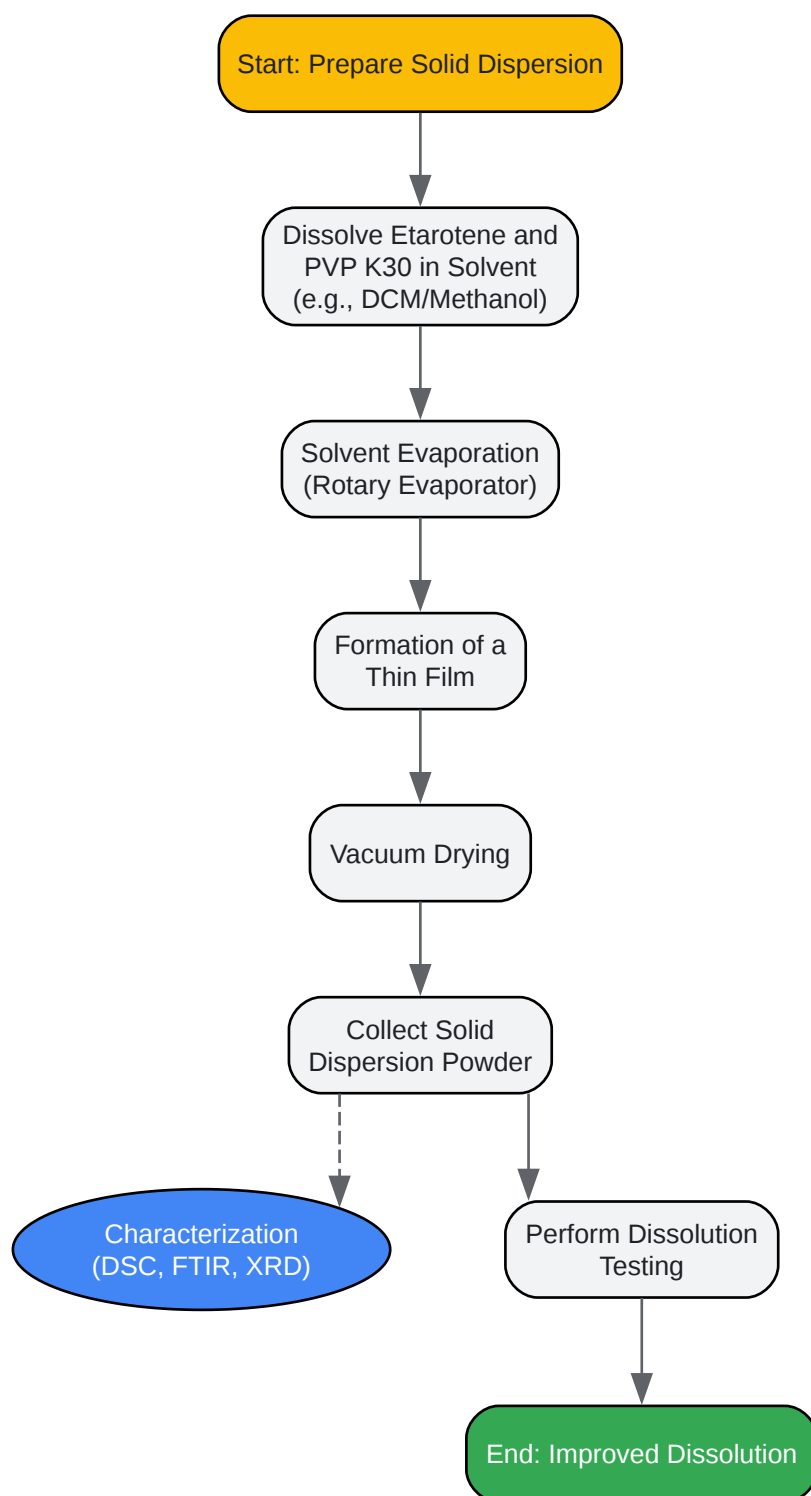 Start: Prepare Solid Dispersion
Dissolve Etarotene and
PVP K30 in Solvent
(e.g., DCM/Methanol)
Solvent Evaporation
(Rotary Evaporator)
Formation of a
Thin Film
Vacuum Drying
Collect Solid
Dispersion Powder
Characterization
(DSC, FTIR, XRD)
Perform Dissolution
Testing
End: Improved Dissolution